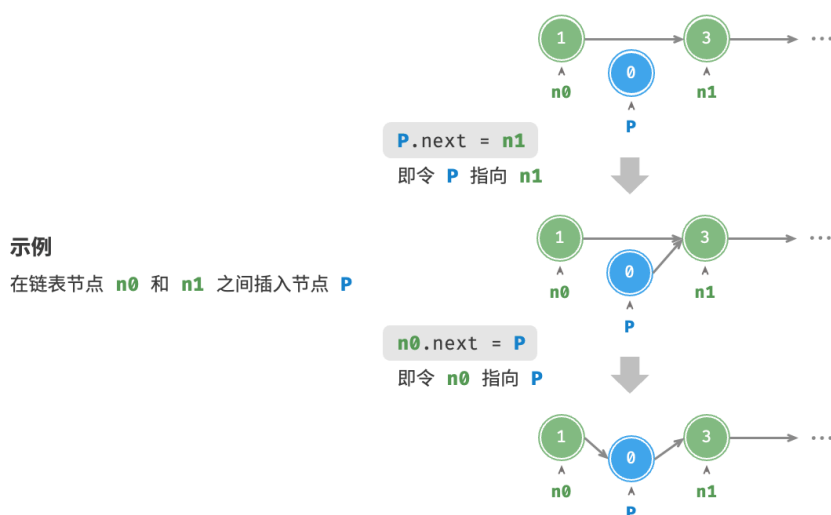 1 3 ...
0
n0 n1
P
P.next = n1
即令 P 指向 n1
1 3 ...
示例
0
在链表节点 n0 和 n1 之间插入节点 P
n0 n1
P
n0.next = P
即令 n0 指向 P
1 3 ...
0
n0 n1
P